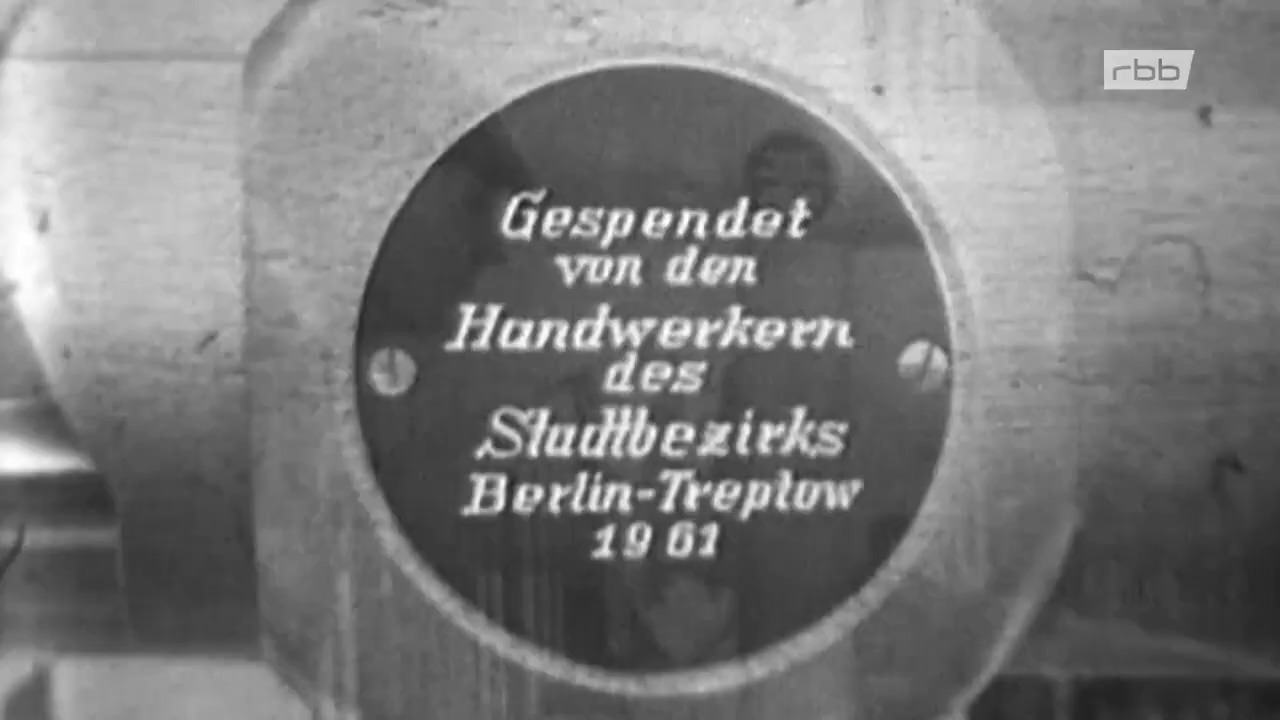 rbb
Gespendet
von den
Handwerkern
des
Stadtbezirks
Berlin-Treptow
1961